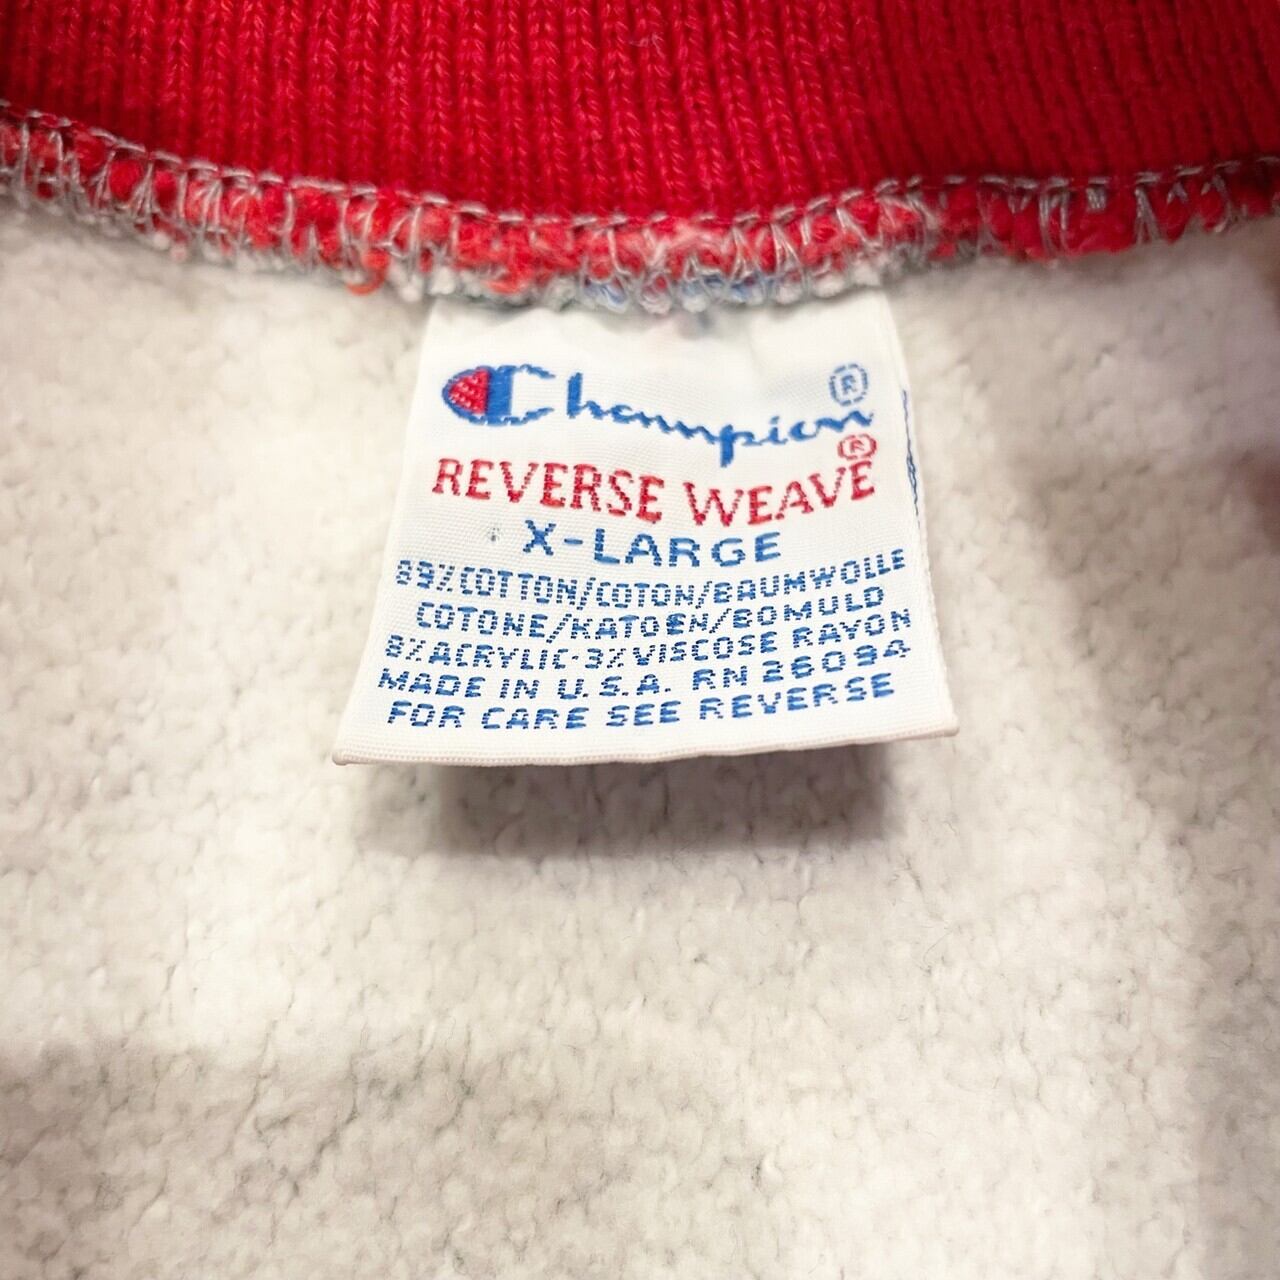 Champion®
REVERSE WEAVE®
X-LARGE
89% COTTON/COTON/BAUMWOLLE
COTONE/KATOEN/BOMULD
8% ACRYLIC·3% VISCOSE RAYON
MADE IN U.S.A. RN 26094
FOR CARE SEE REVERSE